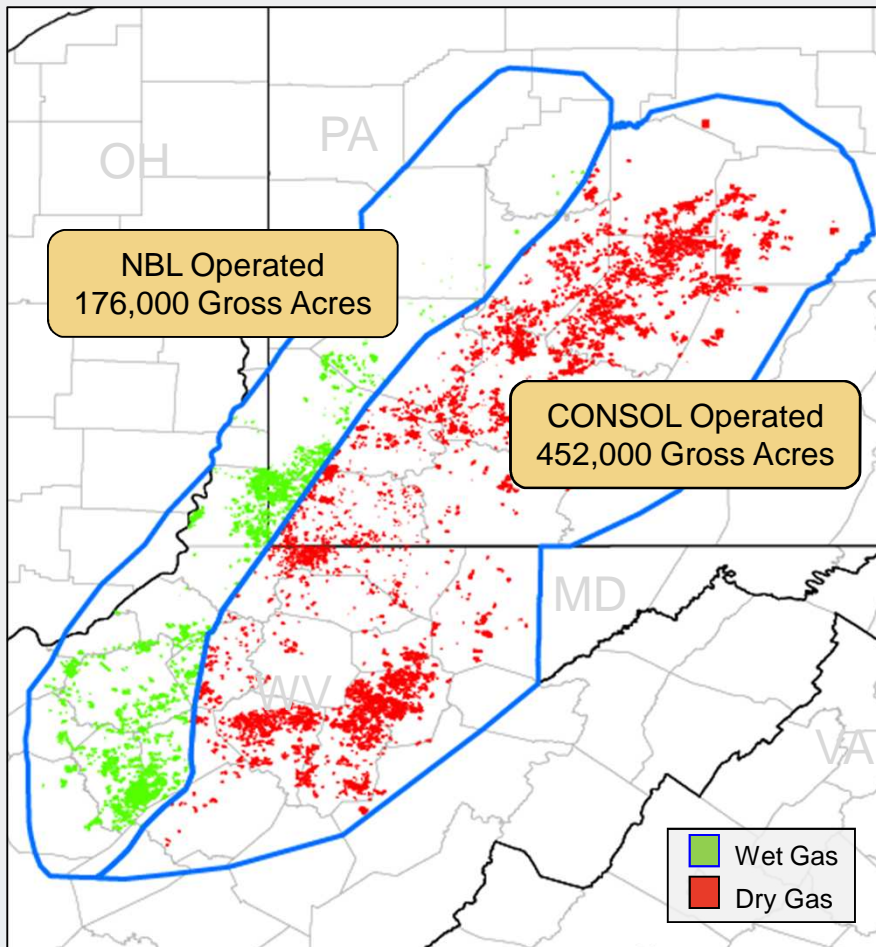 PA
OH
NBL Operated
176,000 Gross Acres
CONSOL Operated
452,000 Gross Acres
MD
WV
VA
Wet Gas
Dry Gas